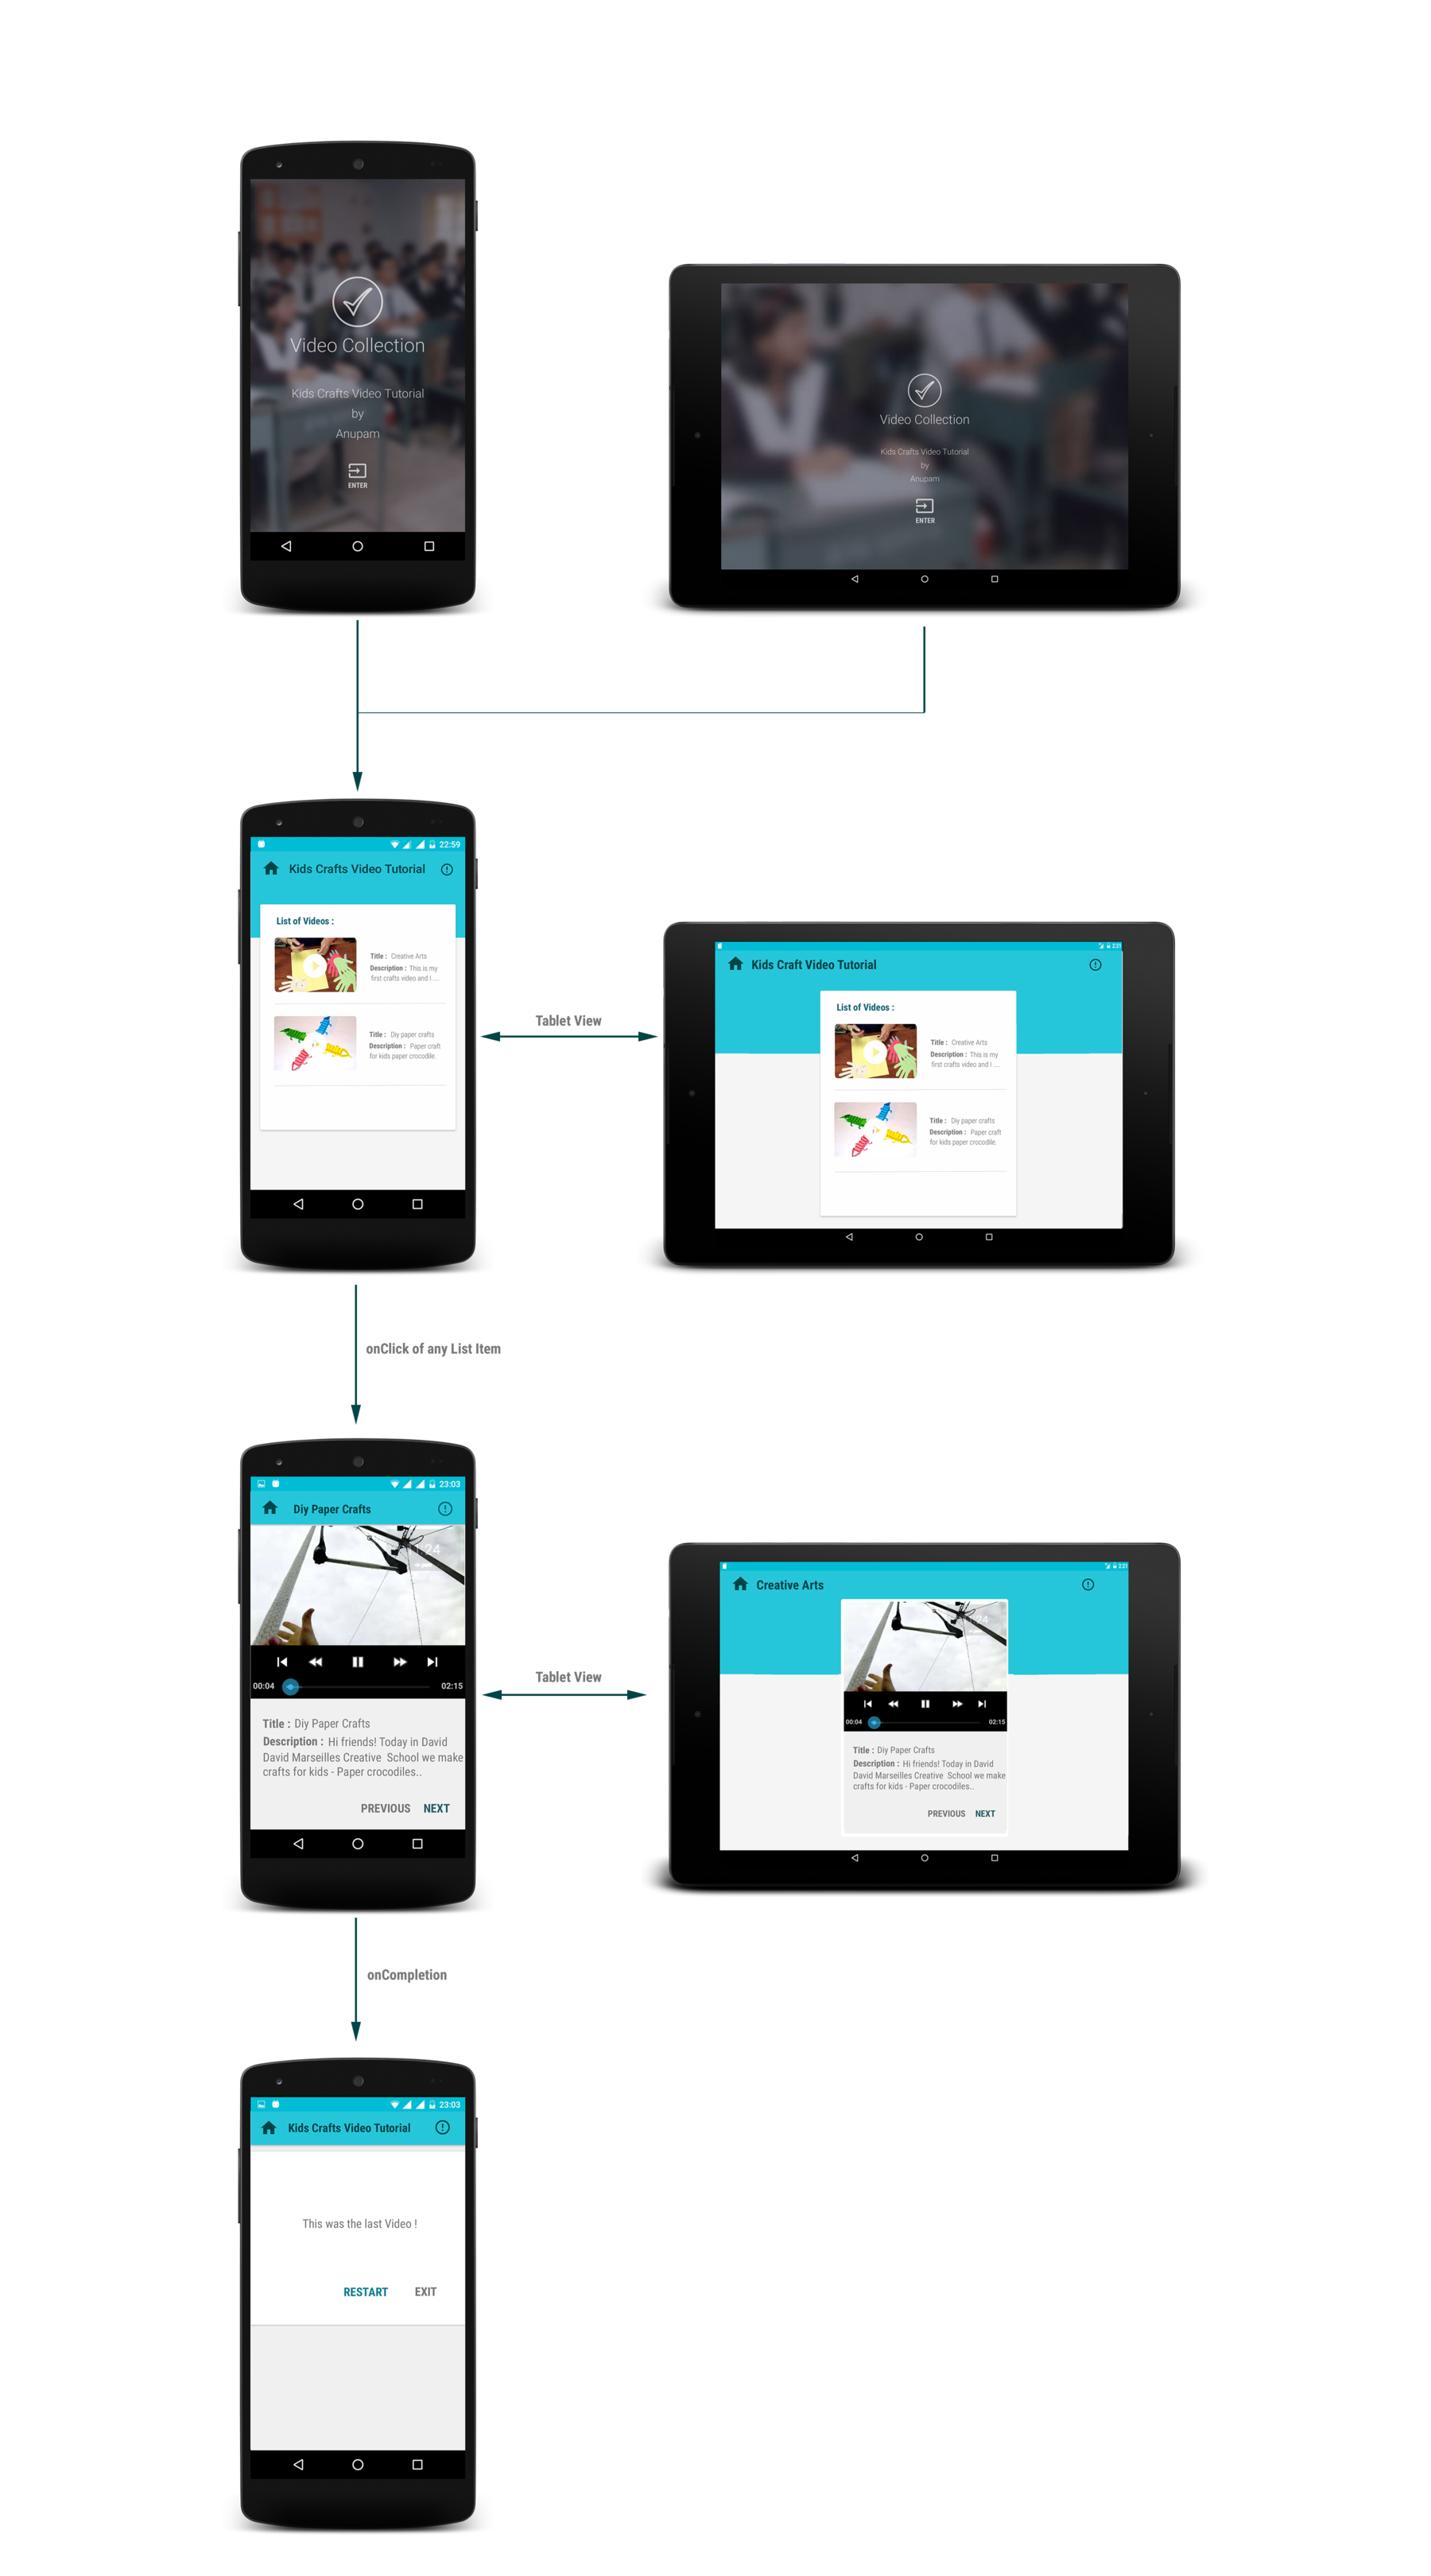 Video Collection
Kids Crafts Video Tutorial
by
Anupam
ENTER
Video Collection
Kids Crafts Video Tutorial
by
Anupam
ENTER
22:59
Kids Crafts Video Tutorial
List of Videos :
Title : Creative Arts
Description : This is my
first crafts video and I ....
Title : Diy paper crafts
Description : Paper craft
for kids paper crocodile.
Tablet View
2:21
Kids Craft Video Tutorial
List of Videos :
Title : Creative Arts
Description : This is my
first crafts video and I ....
Title : Diy paper crafts
Description : Paper craft
for kids paper crocodile.
onClick of any List Item
23:03
Diy Paper Crafts
00:04
02:15
Title : Diy Paper Crafts
Description : Hi friends! Today in David
David Marseilles Creative School we make
crafts for kids - Paper crocodiles..
PREVIOUS NEXT
Tablet View
2:21
Creative Arts
00:04
02:15
Title : Diy Paper Crafts
Description : Hi friends! Today in David
David Marseilles Creative School we make
crafts for kids - Paper crocodiles..
PREVIOUS NEXT
onCompletion
23:03
Kids Crafts Video Tutorial
This was the last Video !
RESTART EXIT